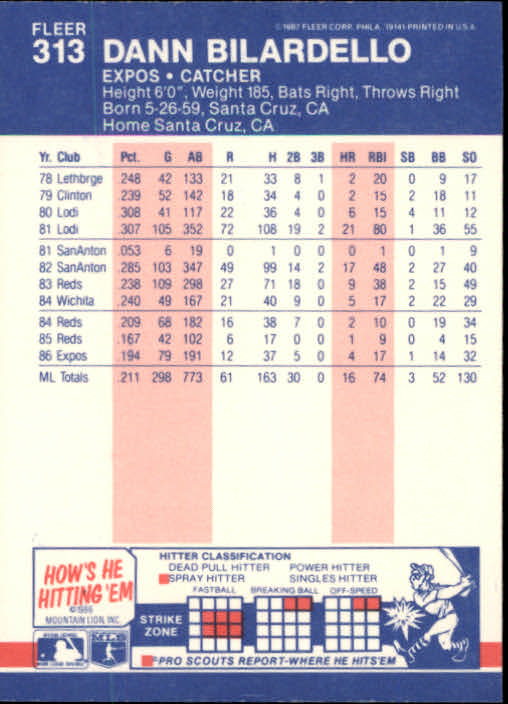 FLEER © 1987 FLEER CORP. PHILA. 19141 PRINTED IN U.S.A.
313 DANN BILARDELLO
EXPOS • CATCHER
Height 6'0", Weight 185, Bats Right, Throws Right
Born 5-26-59, Santa Cruz, CA
Home Santa Cruz, CA
Yr. Club Pct. G AB R H 2B 3B HR RBI SB BB SO
78 Lethbrge .248 42 133 21 33 8 1 2 20 0 9 17
79 Clinton .239 52 142 18 34 4 0 2 15 2 18 11
80 Lodi .308 41 117 22 36 4 0 6 15 4 11 12
81 Lodi .307 105 352 72 108 19 2 21 80 1 36 55
81 SanAnton .053 6 19 0 1 0 0 0 1 0 1 9
82 SanAnton .285 103 347 49 99 14 2 17 48 2 27 40
83 Reds .238 109 298 27 71 18 0 9 38 2 15 49
84 Wichita .240 49 167 21 40 9 0 5 17 2 22 29
84 Reds .209 68 182 16 38 7 0 2 10 0 19 34
85 Reds .167 42 102 6 17 0 0 1 9 0 4 15
86 Expos .194 79 191 12 37 5 0 4 17 1 14 32
ML Totals .211 298 773 61 163 30 0 16 74 3 52 130
HOW'S HE
HITTING 'EM
©1986
MOUNTAIN LION, INC.
HITTER CLASSIFICATION
DEAD PULL HITTER POWER HITTER
SPRAY HITTER SINGLES HITTER
FASTBALL BREAKING BALL OFF-SPEED
STRIKE
ZONE
PRO SCOUTS REPORT-WHERE HE HITS 'EM